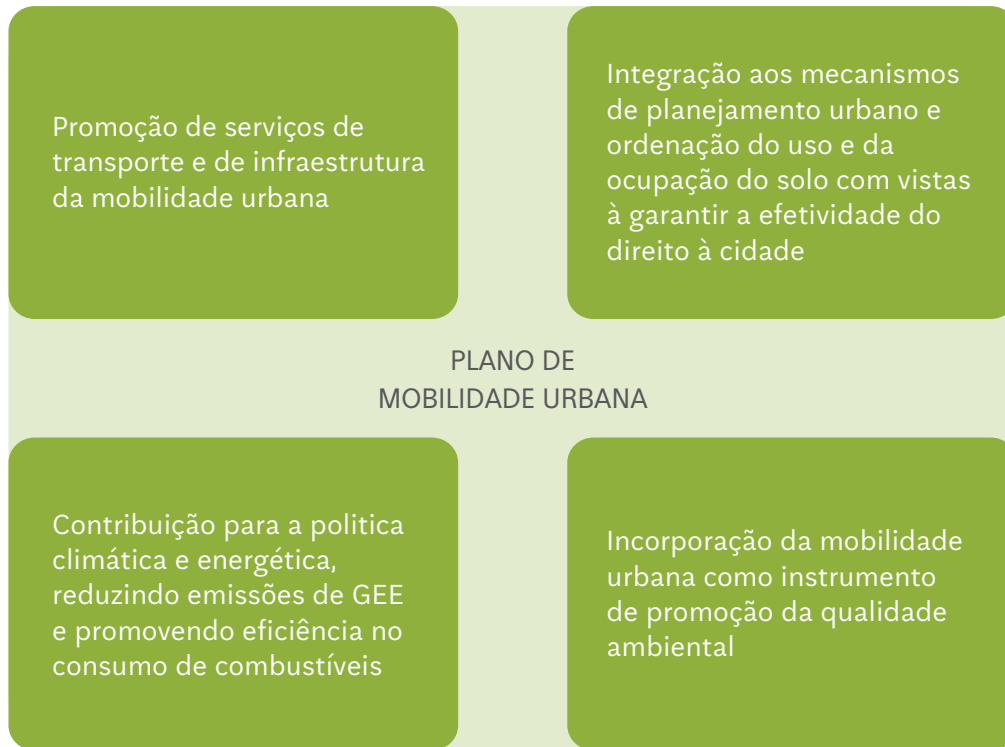 Promoção de serviços de
transporte e de infraestrutura
da mobilidade urbana
Integração aos mecanismos
de planejamento urbano e
ordenação do uso e da
ocupação do solo com vistas
à garantir a efetividade do
direito à cidade
PLANO DE
MOBILIDADE URBANA
Contribuição para a politica
climática e energética,
reduzindo emissões de GEE
e promovendo eficiência no
consumo de combustíveis
Incorporação da mobilidade
urbana como instrumento
de promoção da qualidade
ambiental